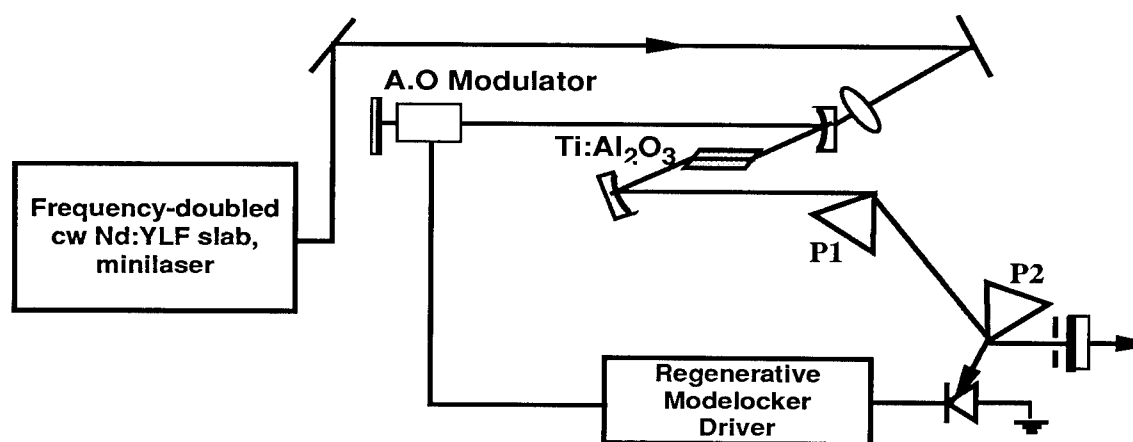 A.O Modulator
Ti:Al₂O₃
Frequency-doubled
cw Nd:YLF slab,
minilaser
P1
P2
Regenerative
Modelocker
Driver